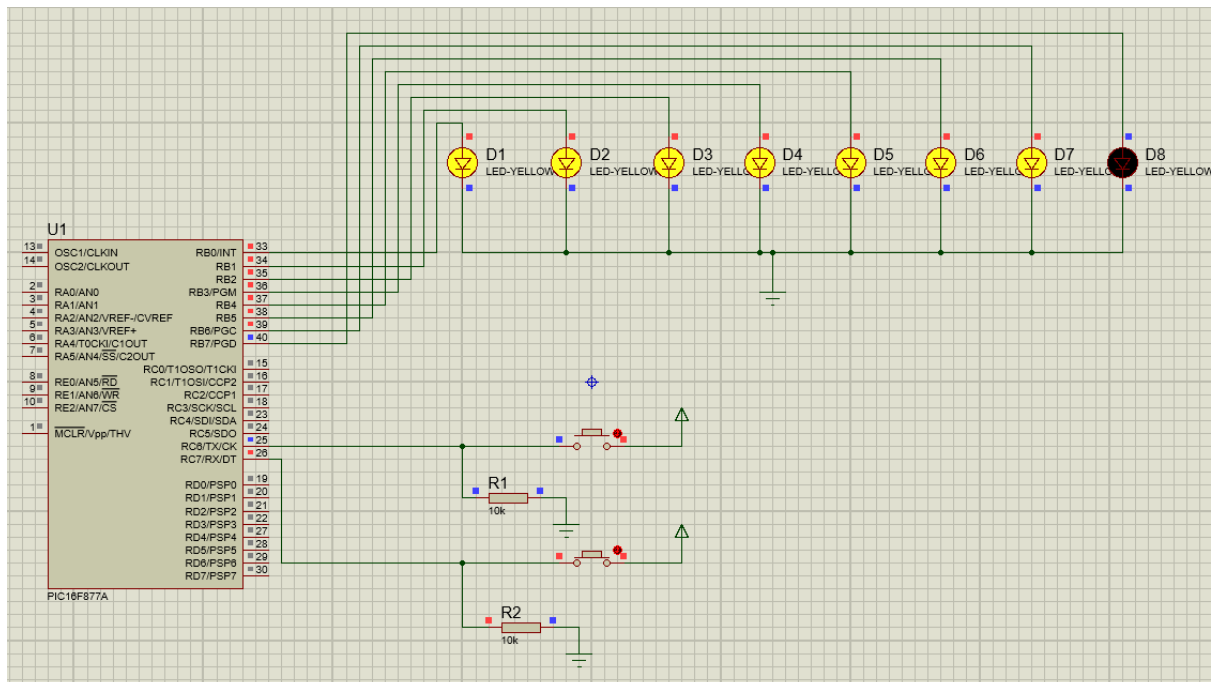 D1
LED-YELLOW
D2
LED-YELLOW
D3
LED-YELLOW
D4
LED-YELLOW
D5
LED-YELLOW
D6
LED-YELLOW
D7
LED-YELLOW
D8
LED-YELLOW
U1
13 OSC1/CLKIN
14 OSC2/CLKOUT
2 RA0/AN0
3 RA1/AN1
4 RA2/AN2/VREF-/CVREF
5 RA3/AN3/VREF+
6 RA4/T0CKI/C1OUT
7 RA5/AN4/SS/C2OUT
8 RE0/AN5/RD
9 RE1/AN6/WR
10 RE2/AN7/CS
1 MCLR/Vpp/THV
RB0/INT 33
RB1 34
RB2 35
RB3/PGM 36
RB4 37
RB5 38
RB6/PGC 39
RB7/PGD 40
RC0/T1OSO/T1CKI 15
RC1/T1OSI/CCP2 16
RC2/CCP1 17
RC3/SCK/SCL 18
RC4/SDI/SDA 23
RC5/SDO 24
RC6/TX/CK 25
RC7/RX/DT 26
RD0/PSP0 19
RD1/PSP1 20
RD2/PSP2 21
RD3/PSP3 22
RD4/PSP4 27
RD5/PSP5 28
RD6/PSP6 29
RD7/PSP7 30
PIC16F877A
R1
10k
R2
10k